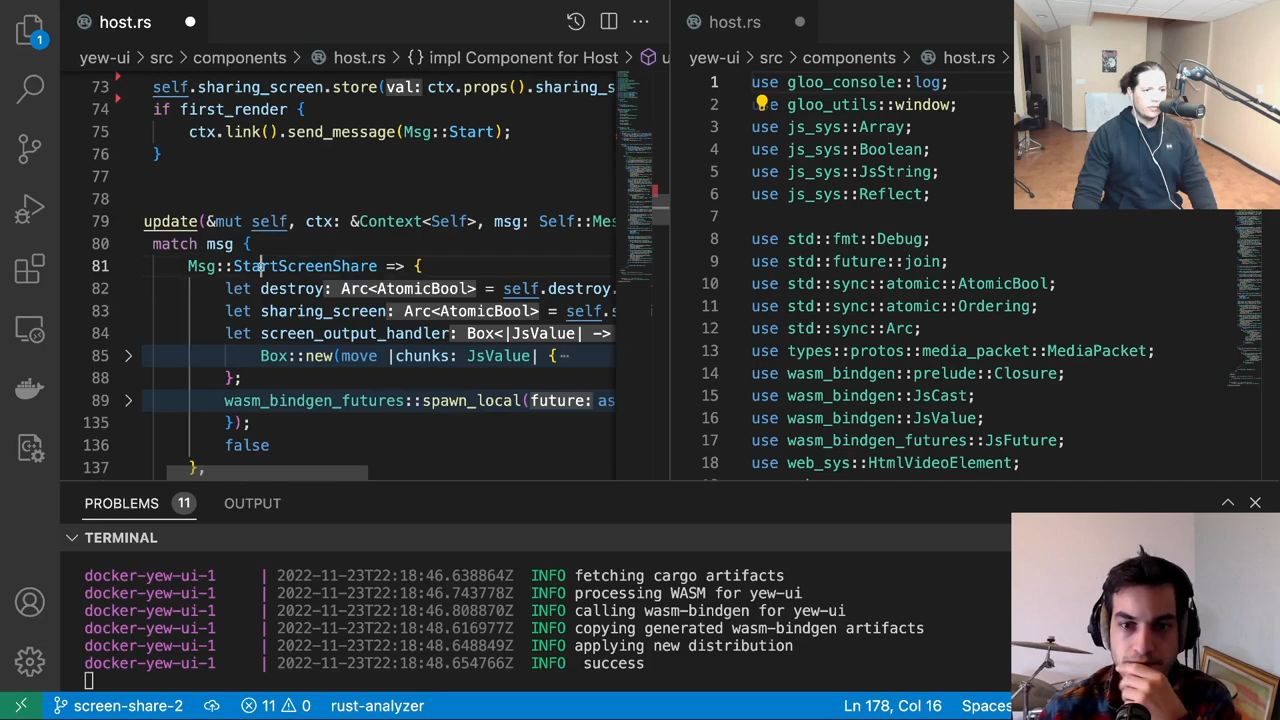 host.rs
yew-ui › src › components › host.rs › {} impl Component for Host › u
73 self.sharing_screen.store(val: ctx.props().sharing_s
74 if first_render {
75 ctx.link().send_message(Msg::Start);
76 }
77
78
79 update(&mut self, ctx: &Context<Self>, msg: Self::Mes
80 match msg {
81 Msg::StartScreenShare => {
82 let destroy: Arc<AtomicBool> = self.destroy.
83 let sharing_screen: Arc<AtomicBool> = self.s
84 let screen_output_handler: Box<|JsValue| ->
85 Box::new(move |chunks: JsValue| { ⋯
88 };
89 wasm_bindgen_futures::spawn_local(future: as
135 });
136 false
137 },
host.rs
yew-ui › src › components › host.rs ›
1 use gloo_console::log;
2 use gloo_utils::window;
3 use js_sys::Array;
4 use js_sys::Boolean;
5 use js_sys::JsString;
6 use js_sys::Reflect;
7
8 use std::fmt::Debug;
9 use std::future::join;
10 use std::sync::atomic::AtomicBool;
11 use std::sync::atomic::Ordering;
12 use std::sync::Arc;
13 use types::protos::media_packet::MediaPacket;
14 use wasm_bindgen::prelude::Closure;
15 use wasm_bindgen::JsCast;
16 use wasm_bindgen::JsValue;
17 use wasm_bindgen_futures::JsFuture;
18 use web_sys::HtmlVideoElement;
1
PROBLEMS 11 OUTPUT
TERMINAL
docker-yew-ui-1 | 2022-11-23T22:18:46.638864Z INFO fetching cargo artifacts
docker-yew-ui-1 | 2022-11-23T22:18:46.743778Z INFO processing WASM for yew-ui
docker-yew-ui-1 | 2022-11-23T22:18:46.808870Z INFO calling wasm-bindgen for yew-ui
docker-yew-ui-1 | 2022-11-23T22:18:48.616977Z INFO copying generated wasm-bindgen artifacts
docker-yew-ui-1 | 2022-11-23T22:18:48.648849Z INFO applying new distribution
docker-yew-ui-1 | 2022-11-23T22:18:48.654766Z INFO success
screen-share-2 11 0 rust-analyzer Ln 178, Col 16 Spaces